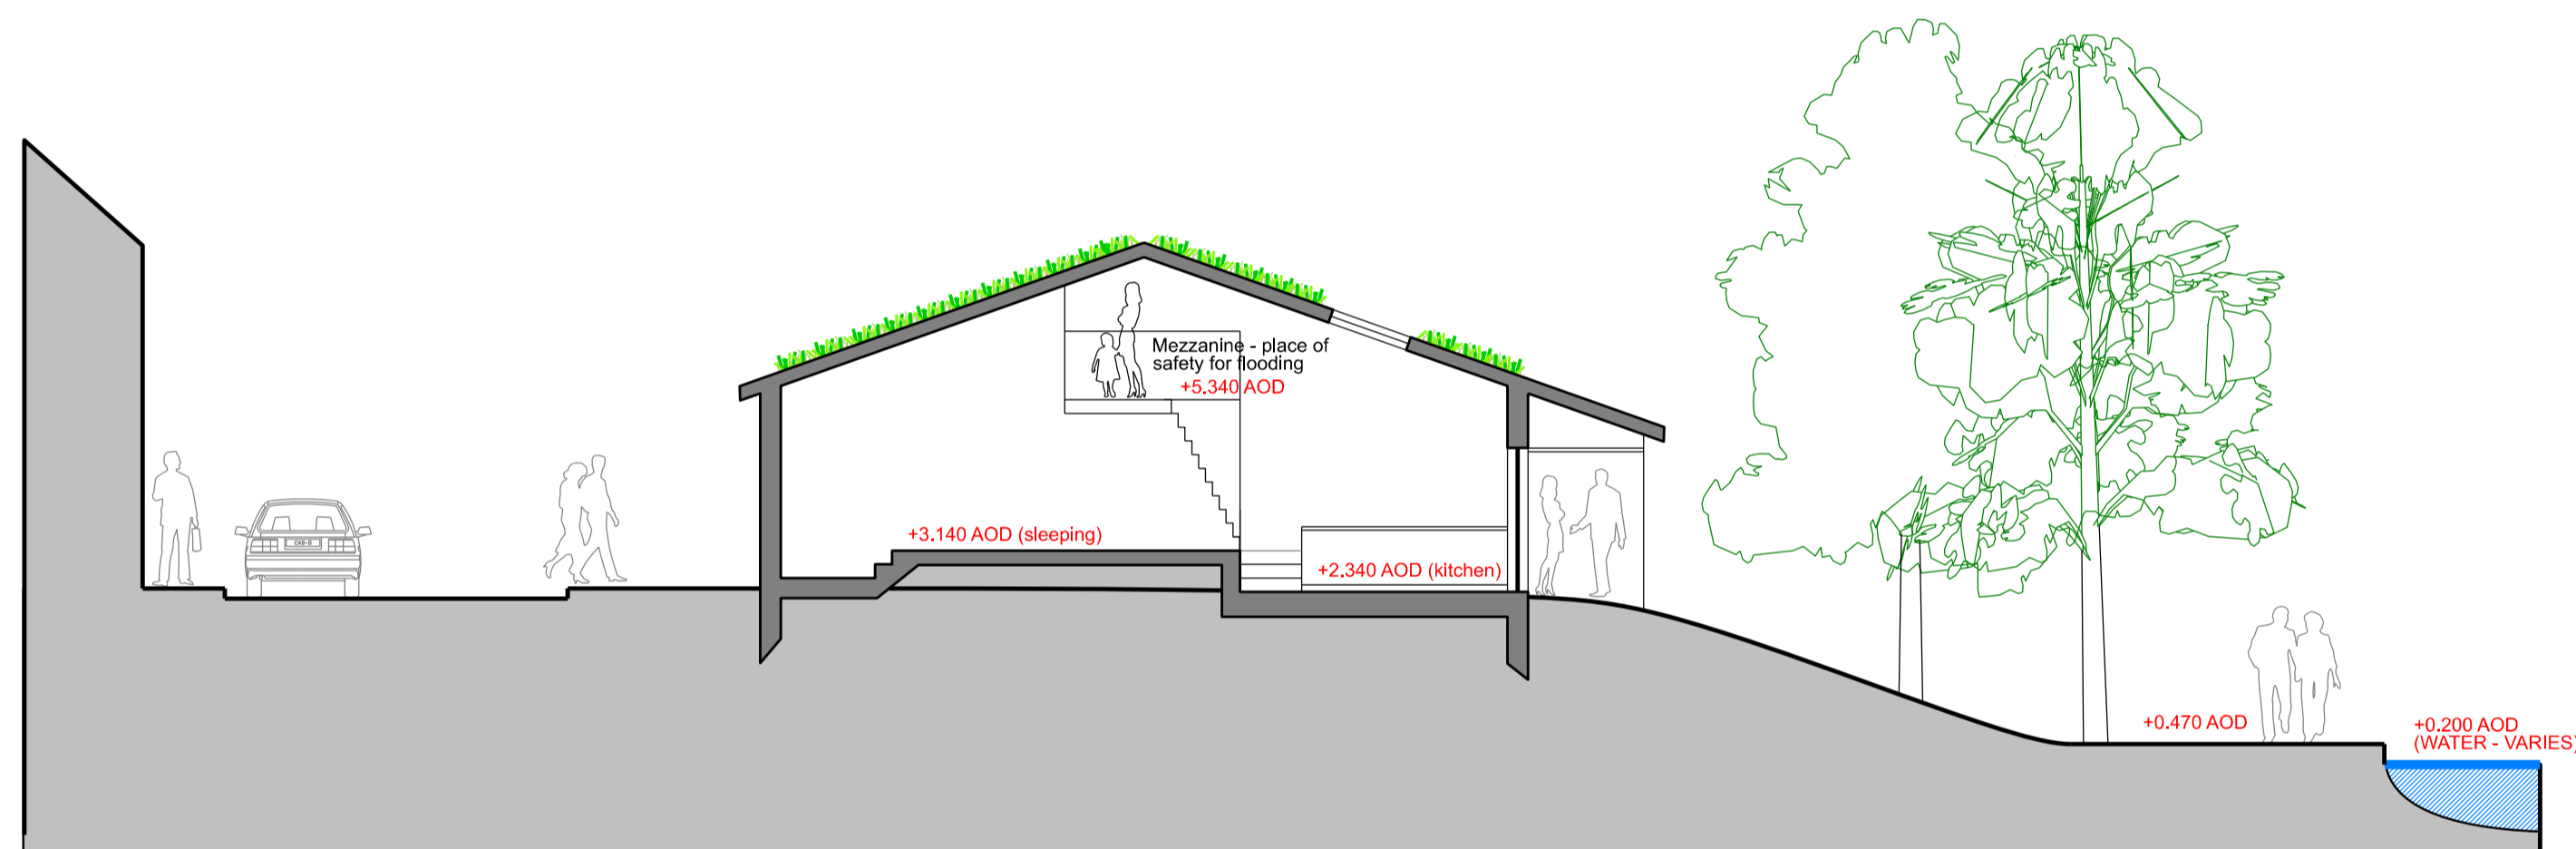 Mezzanine - place of
safety for flooding
+5.340 AOD
+3.140 AOD (sleeping)
+2.340 AOD (kitchen)
CAD-O
+0.470 AOD
+0.200 AOD
(WATER - VARIES)